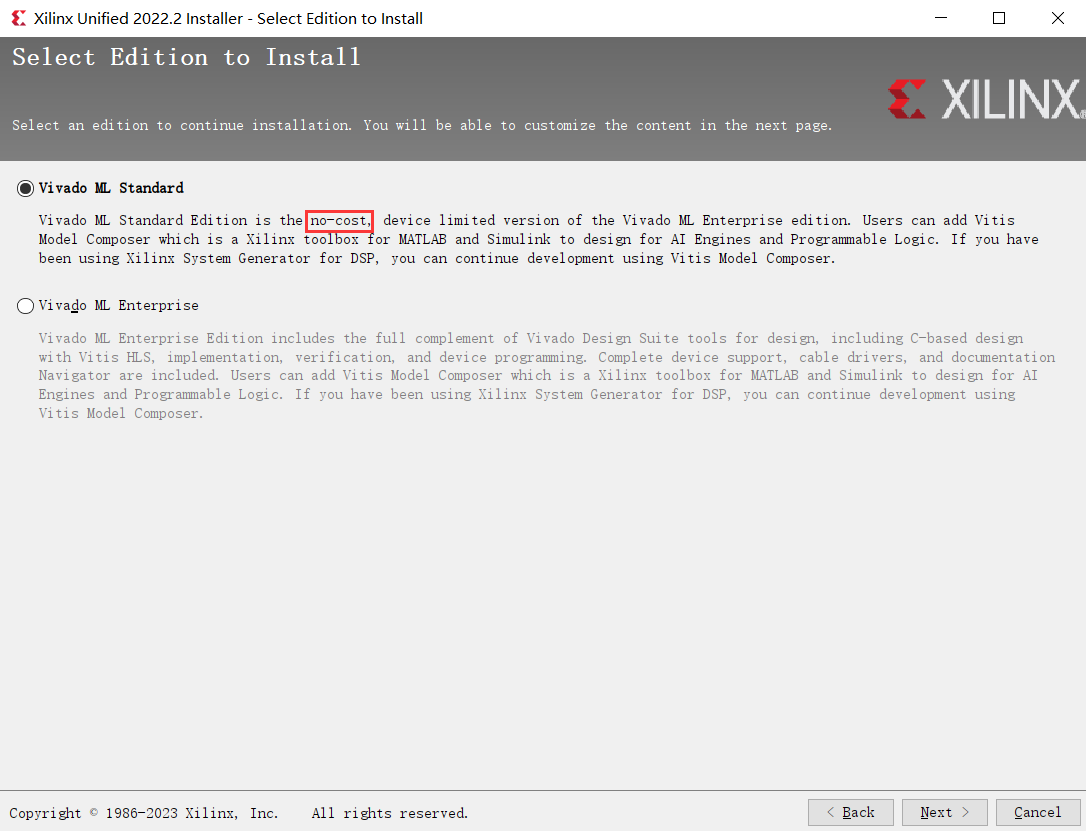 Xilinx Unified 2022.2 Installer - Select Edition to Install
Select Edition to Install
XILINX®
Select an edition to continue installation. You will be able to customize the content in the next page.
Vivado ML Standard
Vivado ML Standard Edition is the no-cost, device limited version of the Vivado ML Enterprise edition. Users can add Vitis
Model Composer which is a Xilinx toolbox for MATLAB and Simulink to design for AI Engines and Programmable Logic. If you have
been using Xilinx System Generator for DSP, you can continue development using Vitis Model Composer.
Vivado ML Enterprise
Vivado ML Enterprise Edition includes the full complement of Vivado Design Suite tools for design, including C-based design
with Vitis HLS, implementation, verification, and device programming. Complete device support, cable drivers, and documentation
Navigator are included. Users can add Vitis Model Composer which is a Xilinx toolbox for MATLAB and Simulink to design for AI
Engines and Programmable Logic. If you have been using Xilinx System Generator for DSP, you can continue development using
Vitis Model Composer.
Copyright © 1986-2023 Xilinx, Inc. All rights reserved.
< Back Next > Cancel